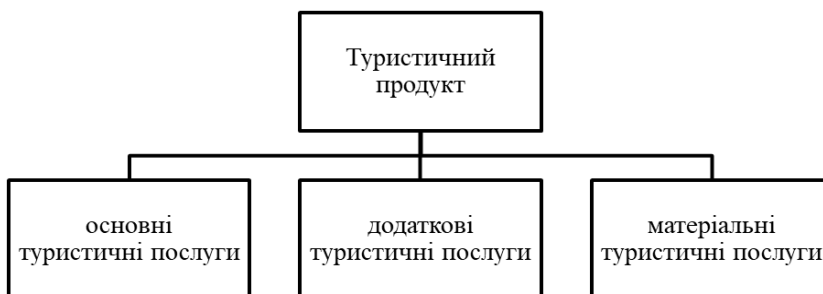 Туристичний
продукт
основні
туристичні послуги
додаткові
туристичні послуги
матеріальні
туристичні послуги